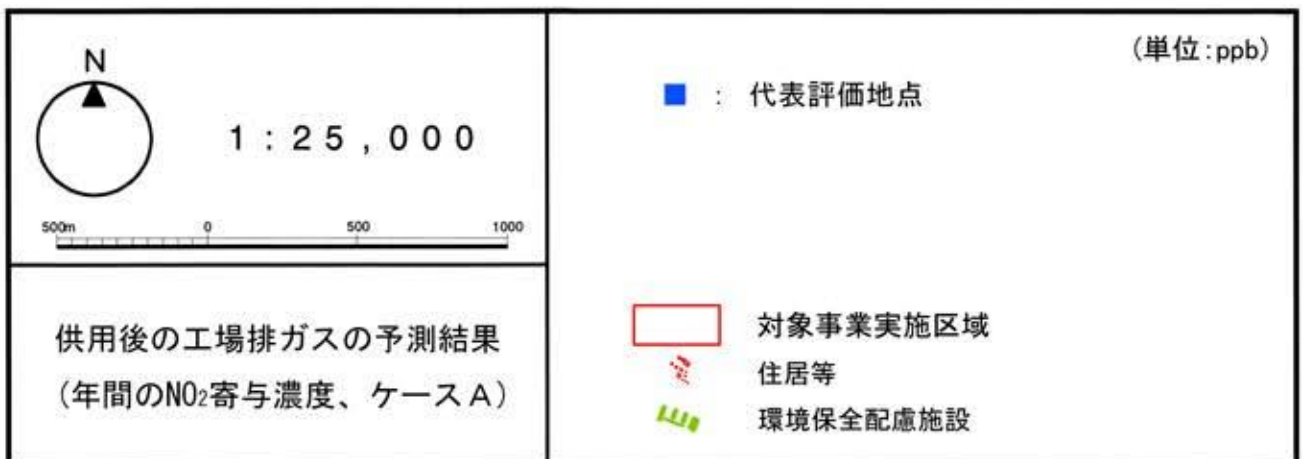 N
1:25,000
500m 0 500 1000
供用後の工場排ガスの予測結果
(年間のNO₂寄与濃度、ケースA)
(単位:ppb)
■ : 代表評価地点
対象事業実施区域
住居等
環境保全配慮施設